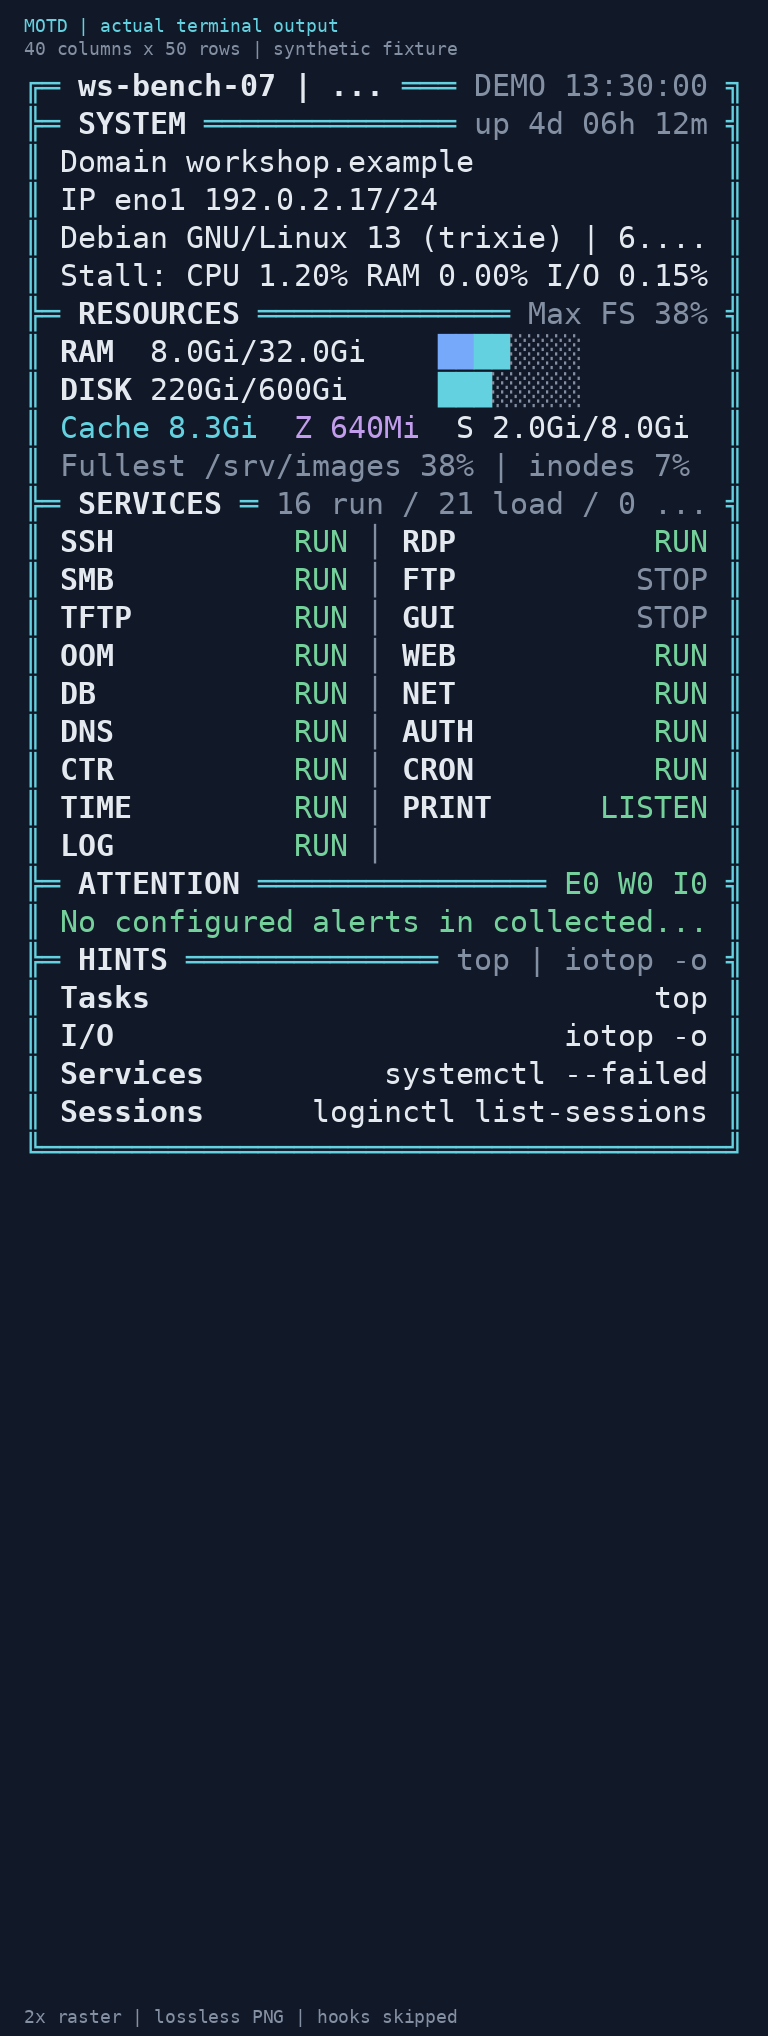 MOTD | actual terminal output
40 columns x 50 rows | synthetic fixture
╔═ ws-bench-07 | ... ═══ DEMO 13:30:00 ╗
╠═ SYSTEM ══════════════ up 4d 06h 12m ╣
║ Domain workshop.example              ║
║ IP eno1 192.0.2.17/24                ║
║ Debian GNU/Linux 13 (trixie) | 6.... ║
║ Stall: CPU 1.20% RAM 0.00% I/O 0.15% ║
╠═ RESOURCES ══════════════ Max FS 38% ╣
║ RAM  8.0Gi/32.0Gi    ████░░░░        ║
║ DISK 220Gi/600Gi     ███░░░░░        ║
║ Cache 8.3Gi  Z 640Mi  S 2.0Gi/8.0Gi  ║
║ Fullest /srv/images 38% | inodes 7%  ║
╠═ SERVICES ═ 16 run / 21 load / 0 ... ╣
║ SSH          RUN │ RDP           RUN ║
║ SMB          RUN │ FTP          STOP ║
║ TFTP         RUN │ GUI          STOP ║
║ OOM          RUN │ WEB           RUN ║
║ DB           RUN │ NET           RUN ║
║ DNS          RUN │ AUTH          RUN ║
║ CTR          RUN │ CRON          RUN ║
║ TIME         RUN │ PRINT      LISTEN ║
║ LOG          RUN │                   ║
╠═ ATTENTION ════════════════ E0 W0 I0 ╣
║ No configured alerts in collected... ║
╠═ HINTS ══════════════ top | iotop -o ╣
║ Tasks                            top ║
║ I/O                         iotop -o ║
║ Services          systemctl --failed ║
║ Sessions      loginctl list-sessions ║
╚══════════════════════════════════════╝
2x raster | lossless PNG | hooks skipped